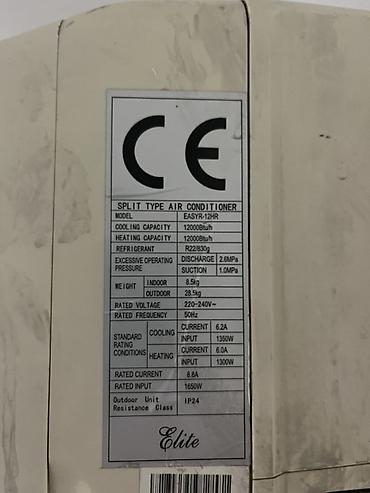 CE
SPLIT TYPE AIR CONDITIONER
MODEL EASYR-12HR
COOLING CAPACITY 12000Btu/h
HEATING CAPACITY 12000Btu/h
REFRIGERANT R22/830g
EXCESSIVE OPERATING PRESSURE DISCHARGE 2.6MPa
SUCTION 1.0MPa
WEIGHT INDOOR 8.5kg
OUTDOOR 28.5kg
RATED VOLTAGE 220-240V~
RATED FREQUENCY 50Hz
STANDARD RATING CONDITIONS COOLING CURRENT 6.2A
INPUT 1350W
HEATING CURRENT 6.0A
INPUT 1300W
RATED CURRENT 8.8A
RATED INPUT 1650W
Outdoor Unit Resistance Class IP24
Elite